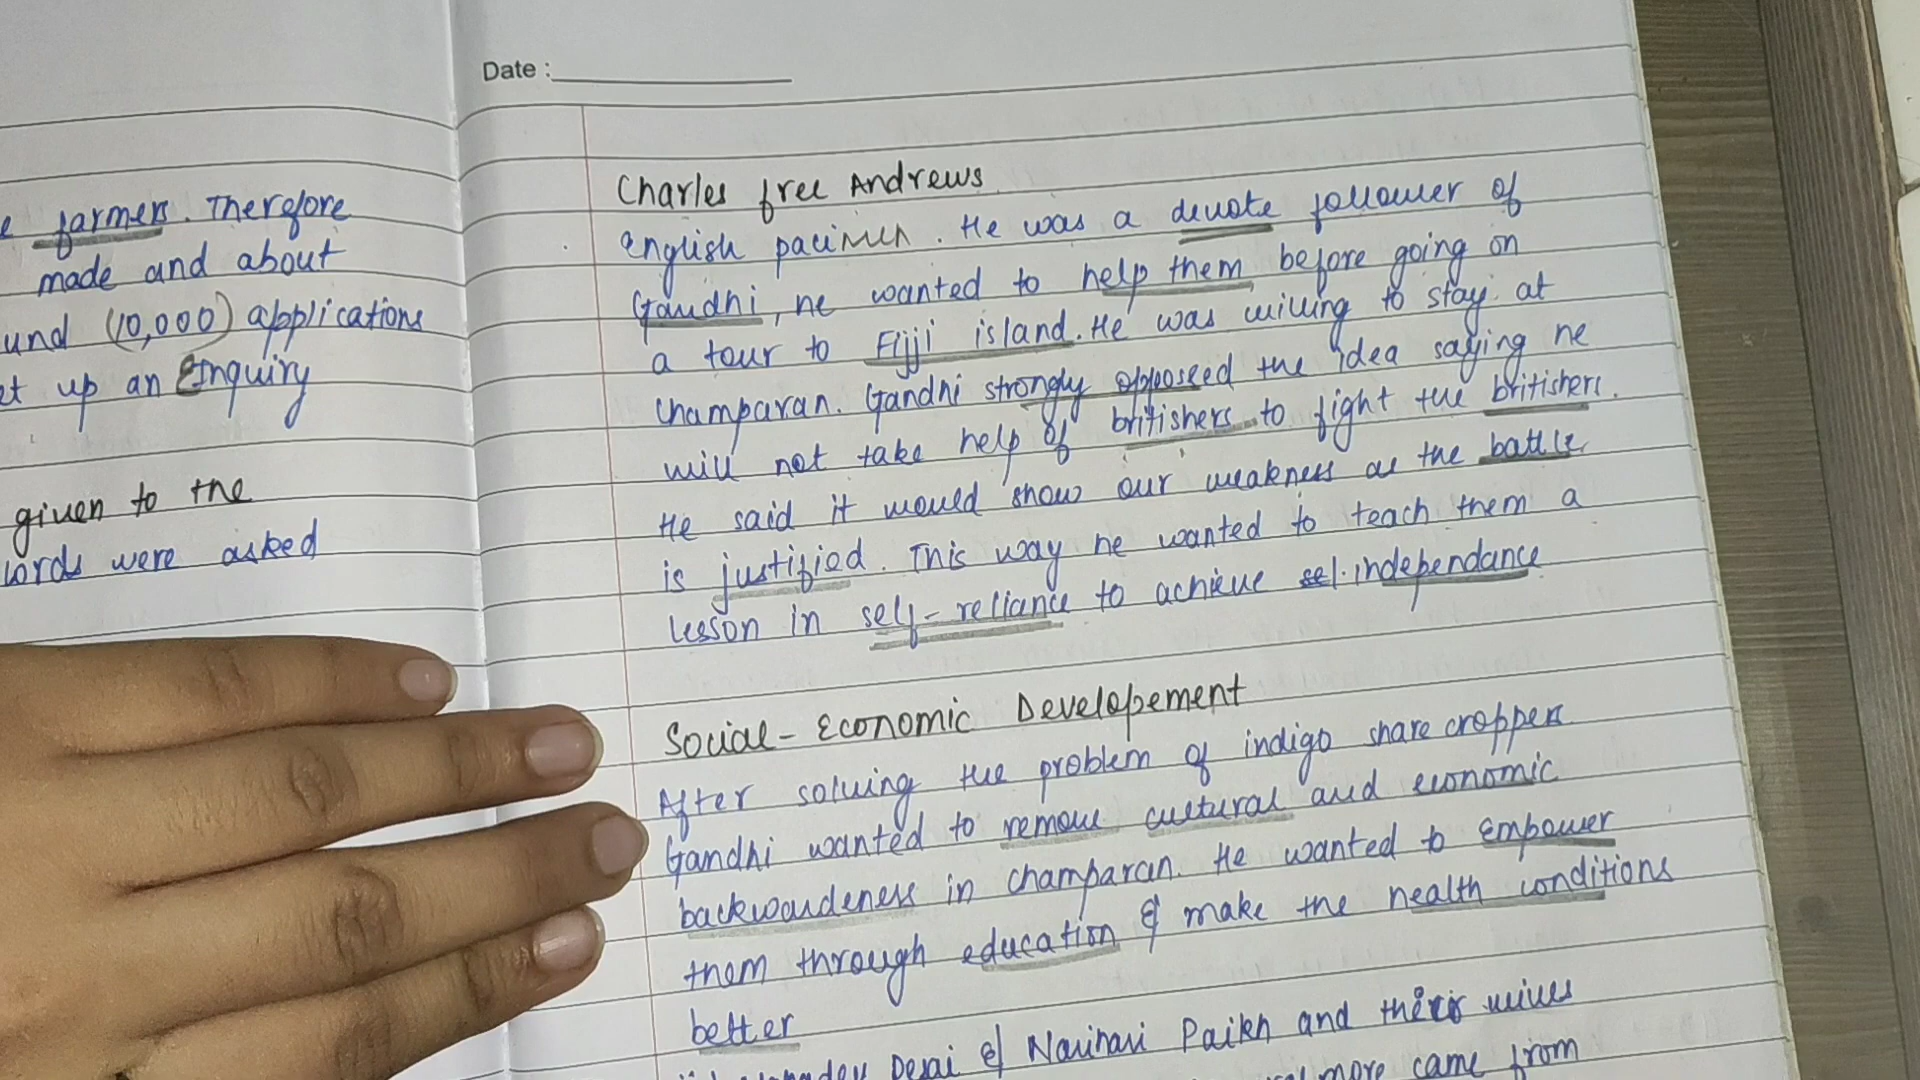 Date :
e farmers. Therefore
made and about
und (10,000) applications
et up an Enquiry
given to the
lords were asked
Charles free Andrews
english pacimen. He was a devote follower of
Gandhi, he wanted to help them before going on
a tour to Fijji island. He was willing to stay at
champaran. Gandhi strongly opposeed the idea saying he
will not take help of britishers to fight the britishers.
He said it would show our weakness as the battle
is justified. This way he wanted to teach them a
lesson in self-reliance to achieve independance
Social-Economic Developement
After solving the problem of indigo share croppers
Gandhi wanted to remove cultural and economic
backwardeness in champaran. He wanted to empower
them through education & make the health conditions
better
Desai & Narihari Paikh and their wives
more came from